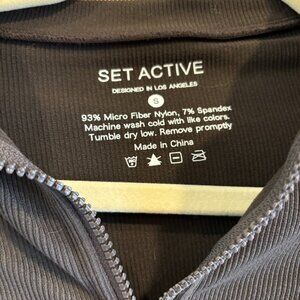 SET ACTIVE
DESIGNED IN LOS ANGELES
S
93% Micro Fiber Nylon, 7% Spandex
Machine wash cold with like colors.
Tumble dry low. Remove promptly
Made in China